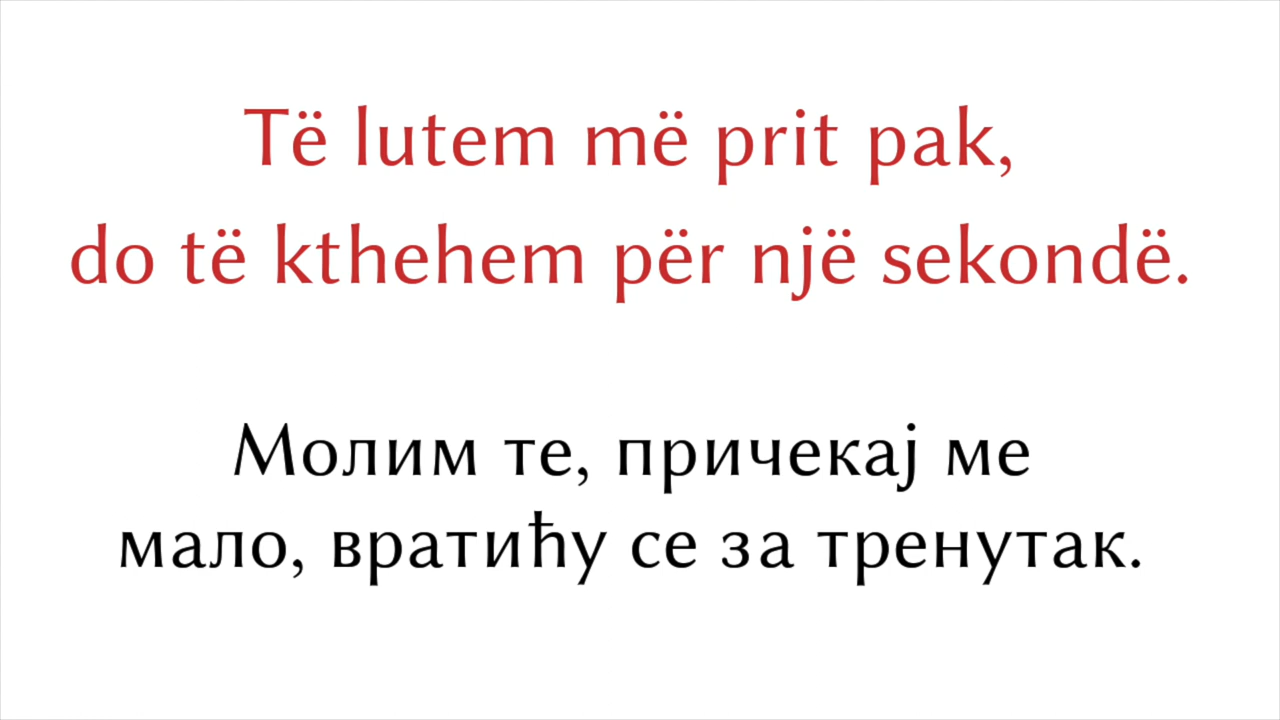 Të lutem më prit pak,
do të kthehem për një sekondë.
Молим те, причекај ме
мало, вратићу се за тренутак.